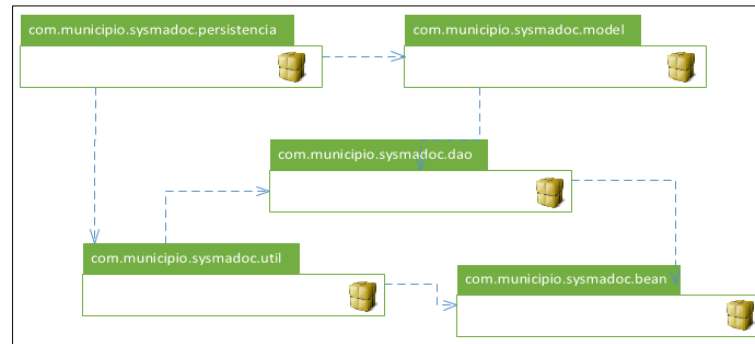 com.municipio.sysmadoc.persistencia
com.municipio.sysmadoc.model
com.municipio.sysmadoc.dao
com.municipio.sysmadoc.util
com.municipio.sysmadoc.bean